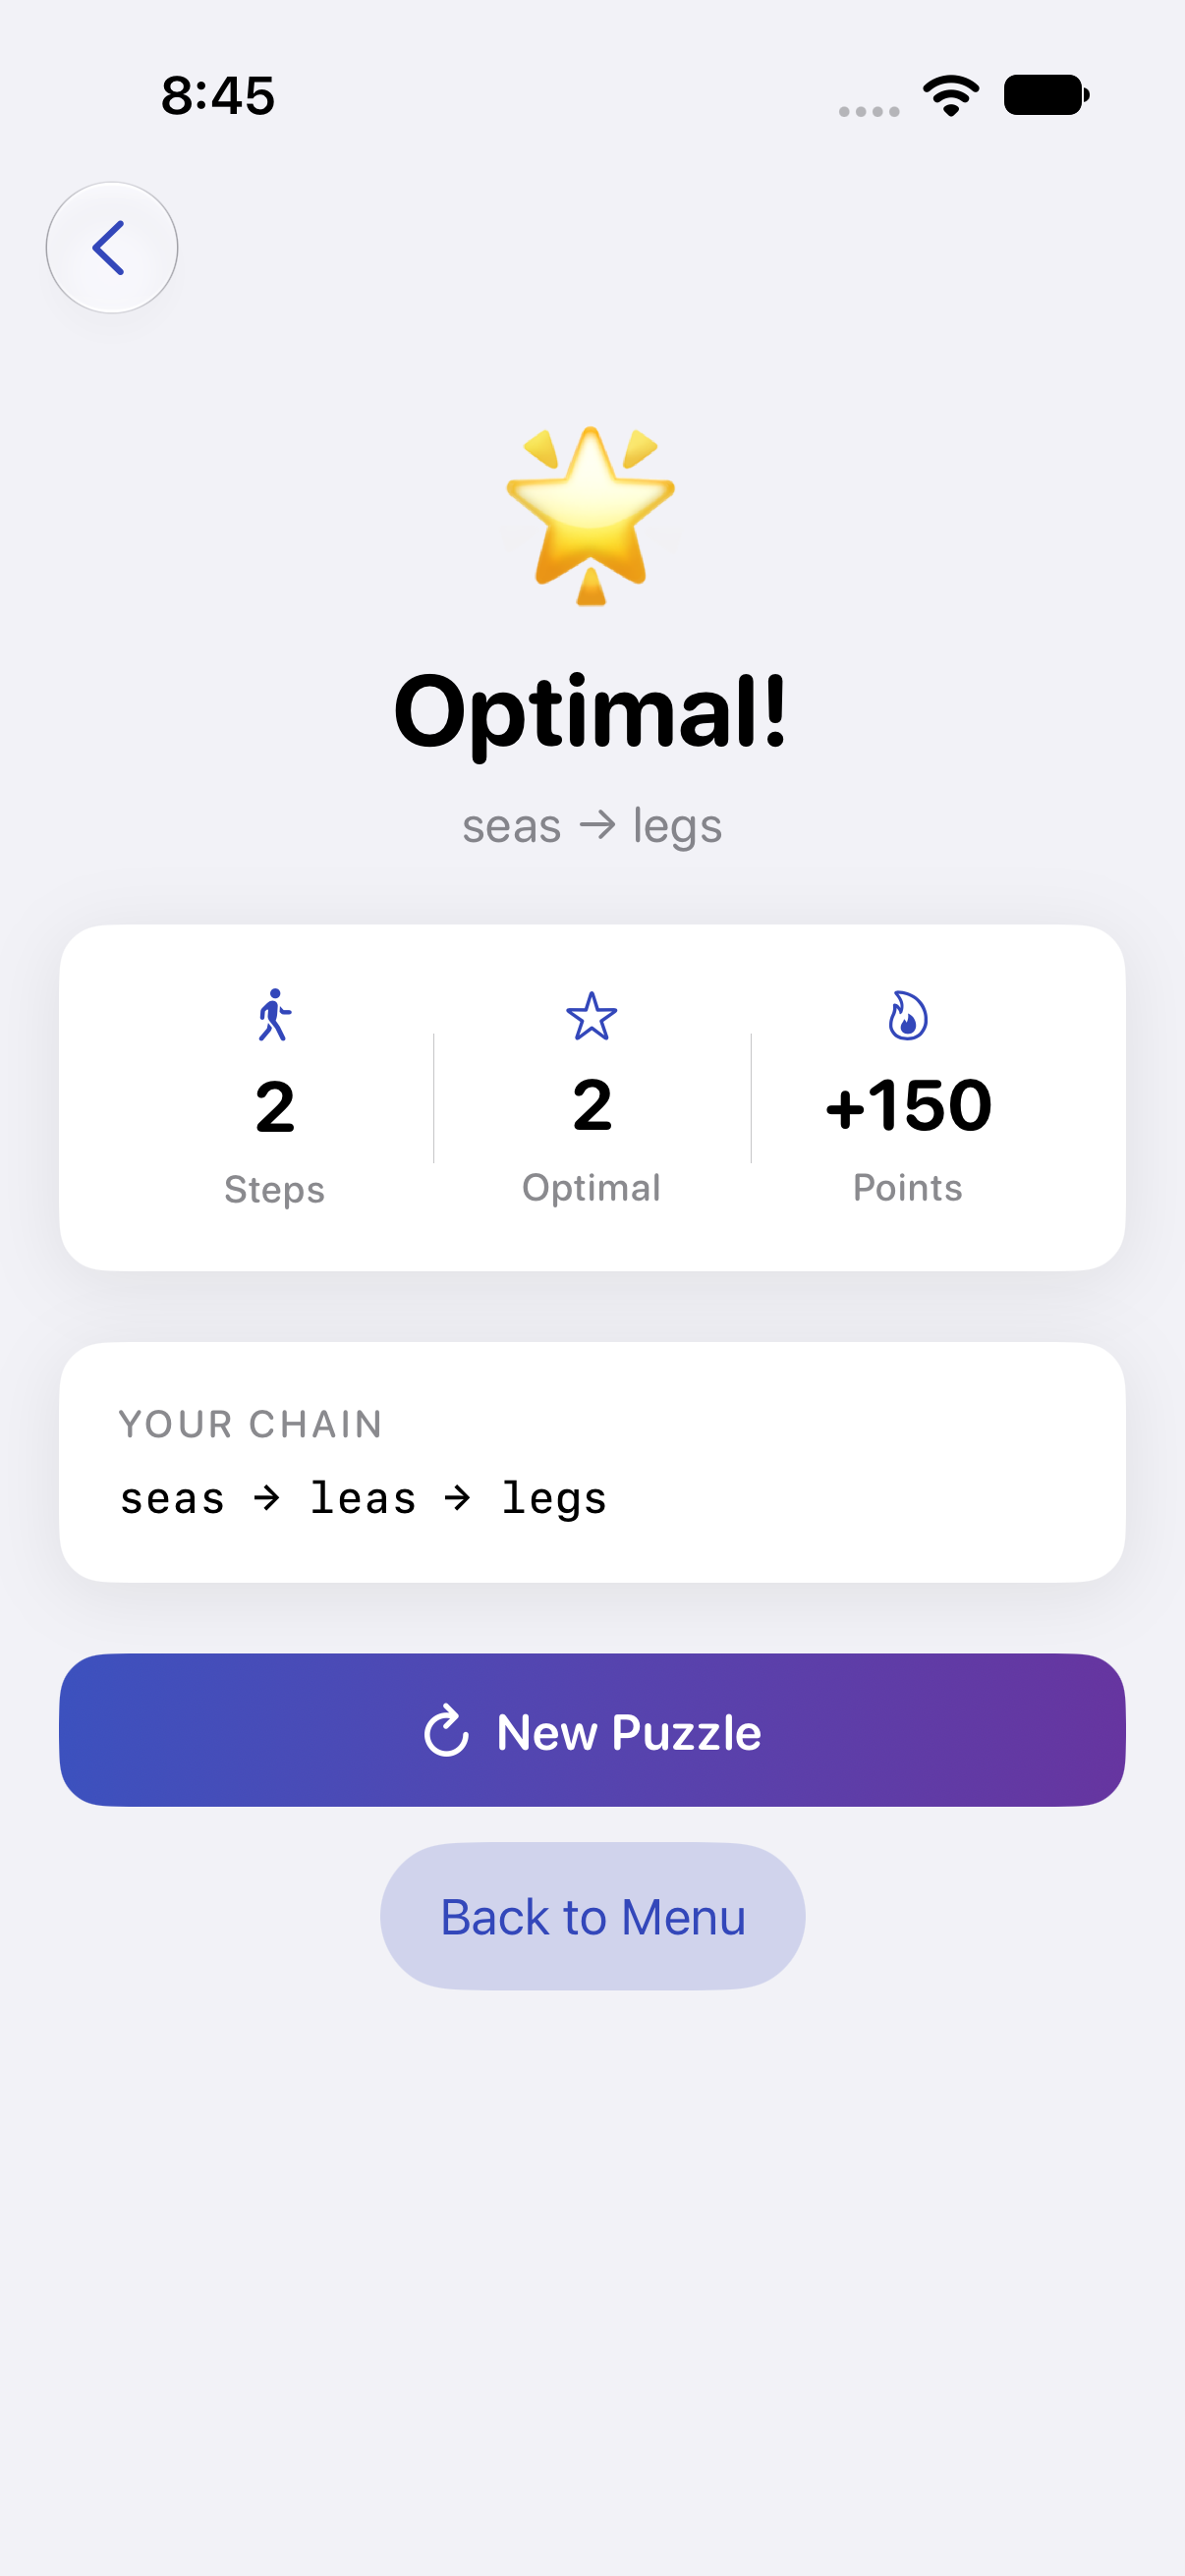 8:45
Optimal!
seas → legs
2 2 +150
Steps Optimal Points
YOUR CHAIN
seas → leas → legs
New Puzzle
Back to Menu